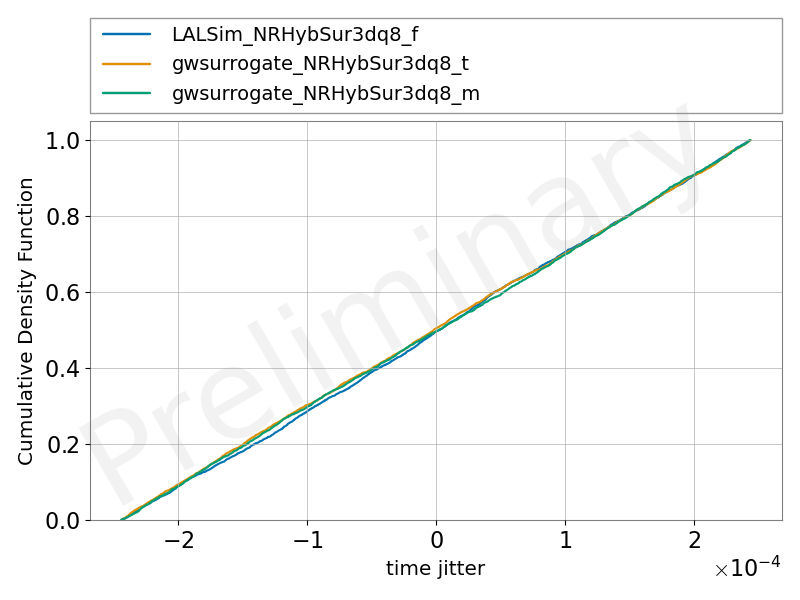 LALSim_NRHybSur3dq8_f
gwsurrogate_NRHybSur3dq8_t
gwsurrogate_NRHybSur3dq8_m
Preliminary
Cumulative Density Function
1.0
0.8
0.6
0.4
0.2
0.0
−2 −1 0 1 2
time jitter
×10⁻⁴